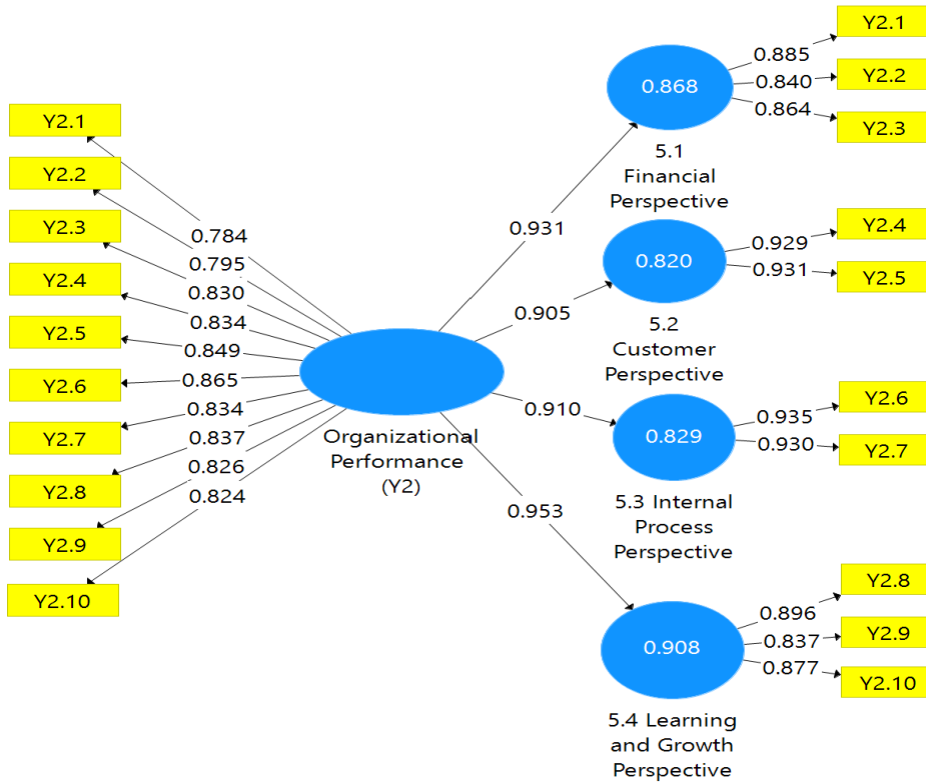 Y2.1
Y2.2
Y2.3
Y2.4
Y2.5
Y2.6
Y2.7
Y2.8
Y2.9
Y2.10
0.784
0.795
0.830
0.834
0.849
0.865
0.834
0.837
0.826
0.824
Organizational
Performance
(Y2)
0.931
0.905
0.910
0.953
0.868
5.1
Financial
Perspective
0.885
0.840
0.864
Y2.1
Y2.2
Y2.3
0.820
5.2
Customer
Perspective
0.929
0.931
Y2.4
Y2.5
0.829
5.3 Internal
Process
Perspective
0.935
0.930
Y2.6
Y2.7
0.908
5.4 Learning
and Growth
Perspective
0.896
0.837
0.877
Y2.8
Y2.9
Y2.10